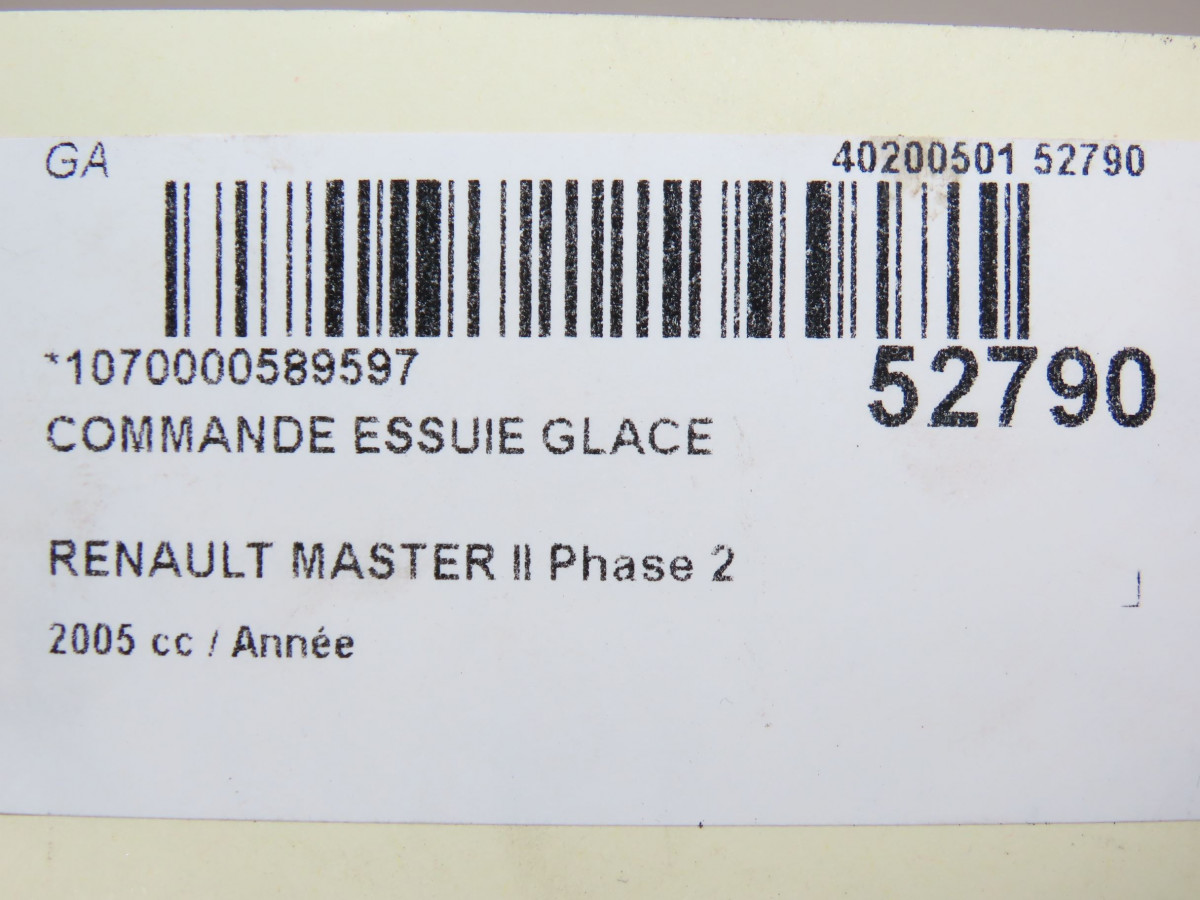 GA 40200501 52790
*1070000589597
52790
COMMANDE ESSUIE GLACE
RENAULT MASTER II Phase 2
2005 cc / Année